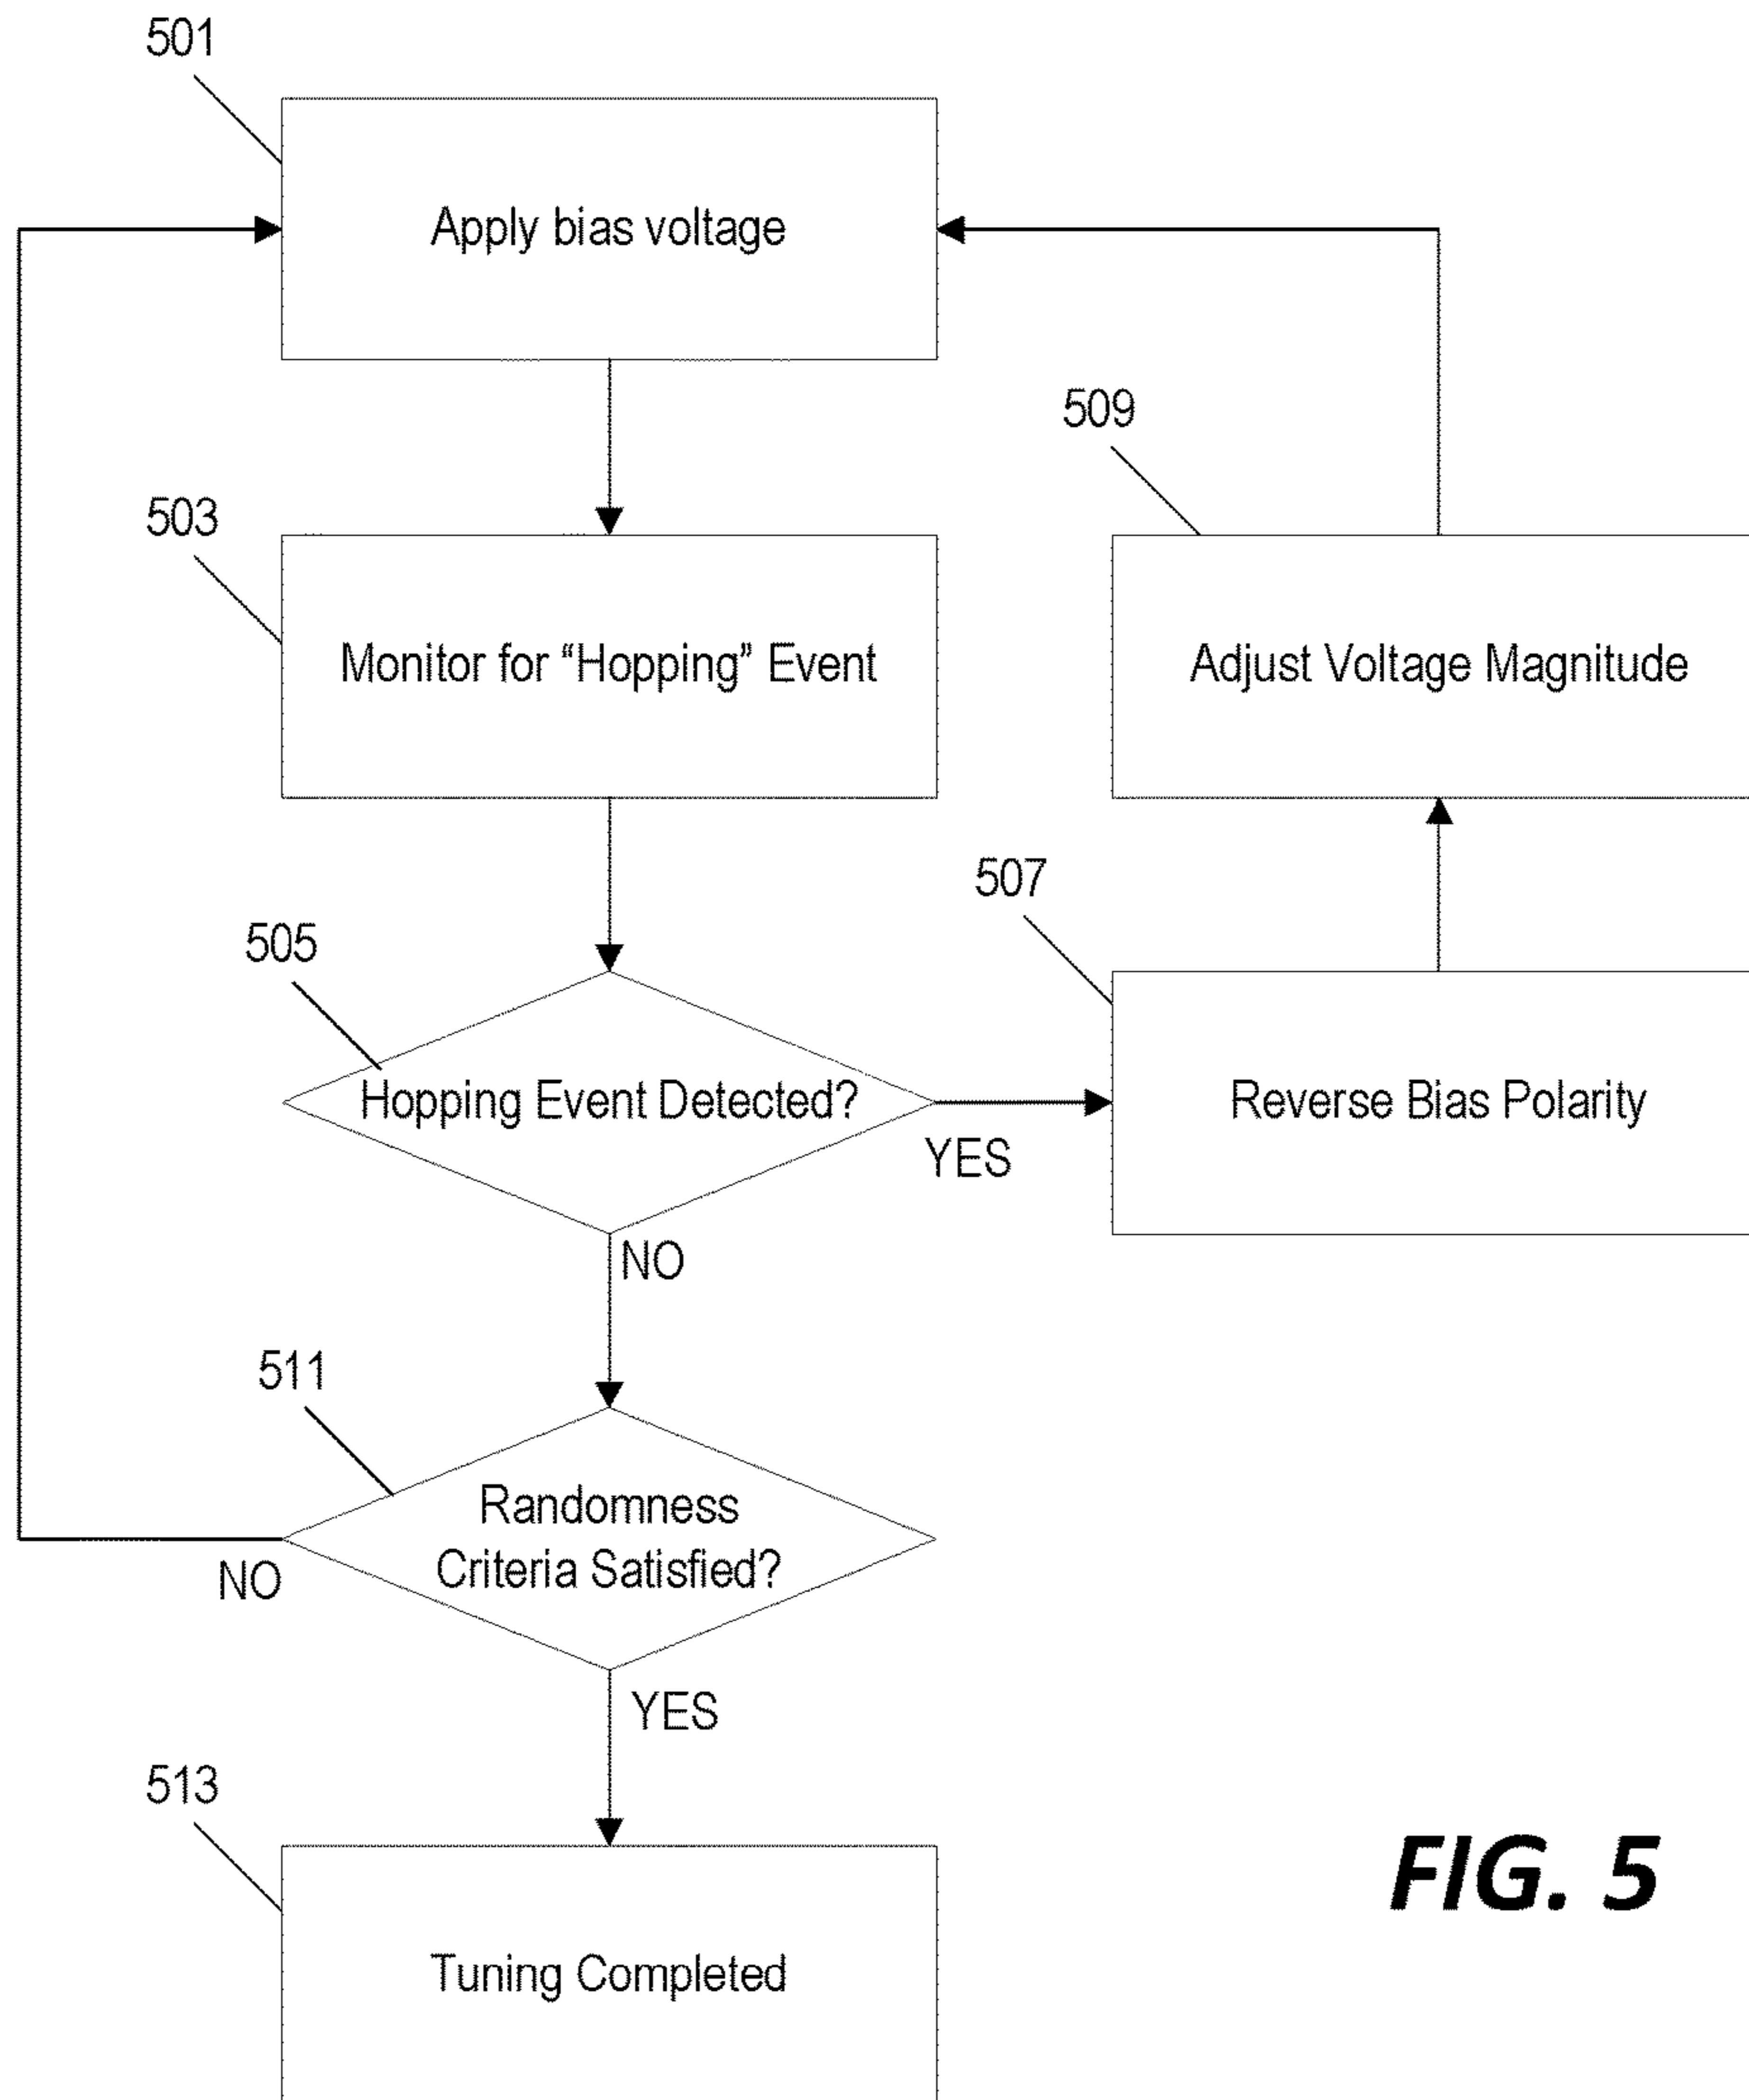 501
Apply bias voltage
509
503
Monitor for “Hopping” Event
Adjust Voltage Magnitude
507
505
Hopping Event Detected?
Reverse Bias Polarity
YES
NO
511
Randomness
Criteria Satisfied?
NO
YES
513
Tuning Completed
FIG. 5